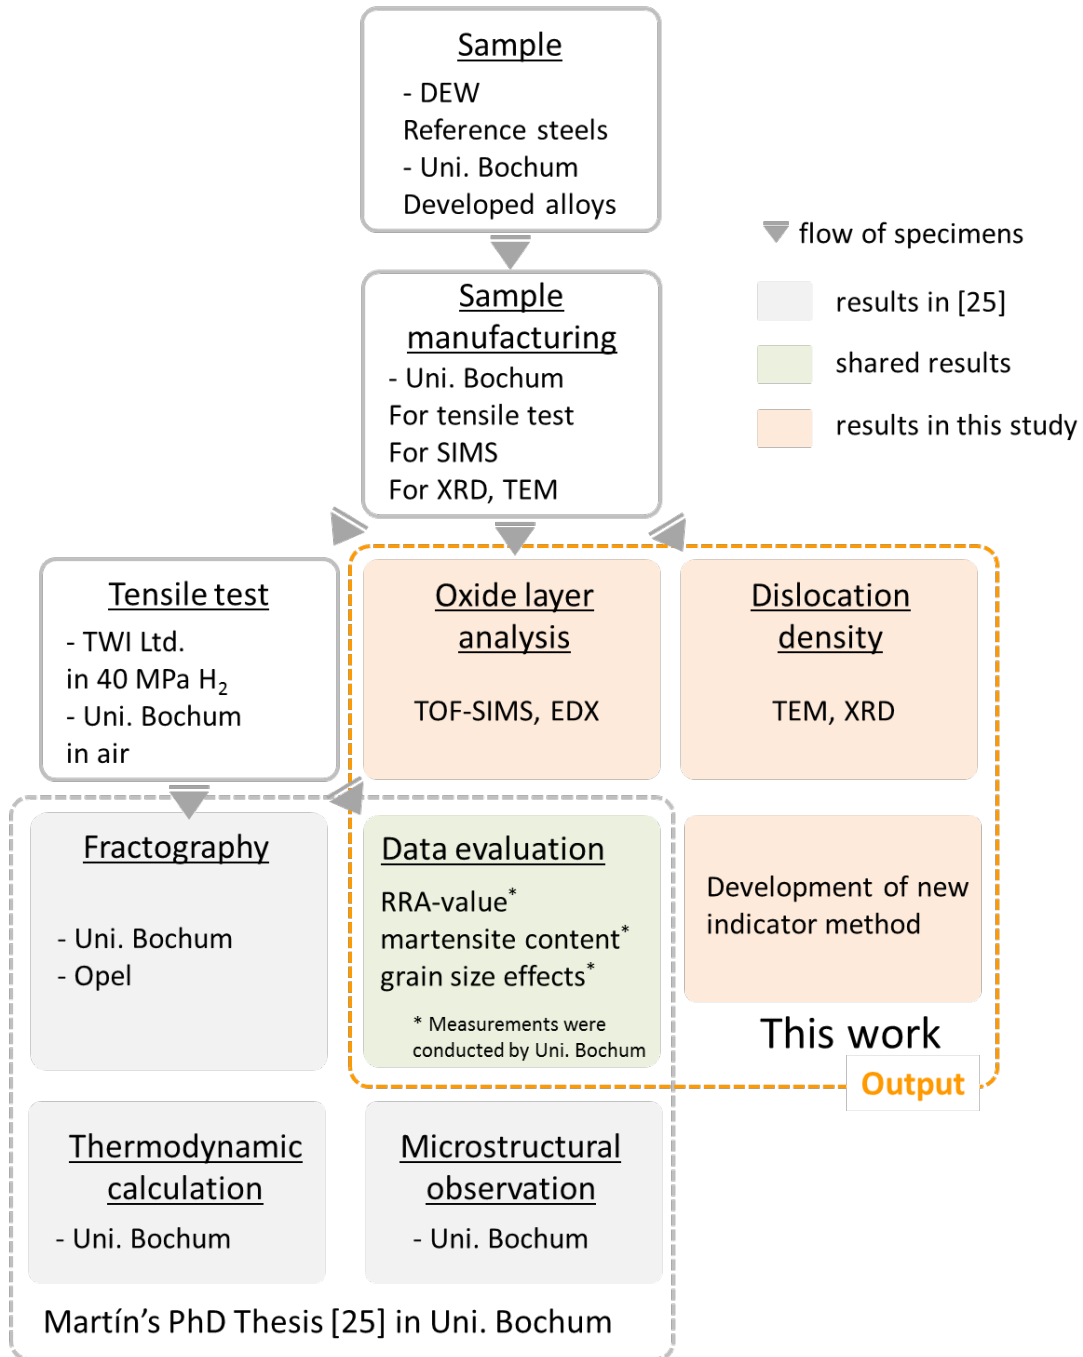 Sample
- DEW
Reference steels
- Uni. Bochum
Developed alloys
flow of specimens
results in [25]
shared results
results in this study
Sample
manufacturing
- Uni. Bochum
For tensile test
For SIMS
For XRD, TEM
Tensile test
- TWI Ltd.
in 40 MPa H₂
- Uni. Bochum
in air
Oxide layer
analysis
TOF-SIMS, EDX
Dislocation
density
TEM, XRD
Fractography
- Uni. Bochum
- Opel
Data evaluation
RRA-value*
martensite content*
grain size effects*
* Measurements were
conducted by Uni. Bochum
Development of new
indicator method
This work
Output
Thermodynamic
calculation
- Uni. Bochum
Microstructural
observation
- Uni. Bochum
Martín's PhD Thesis [25] in Uni. Bochum